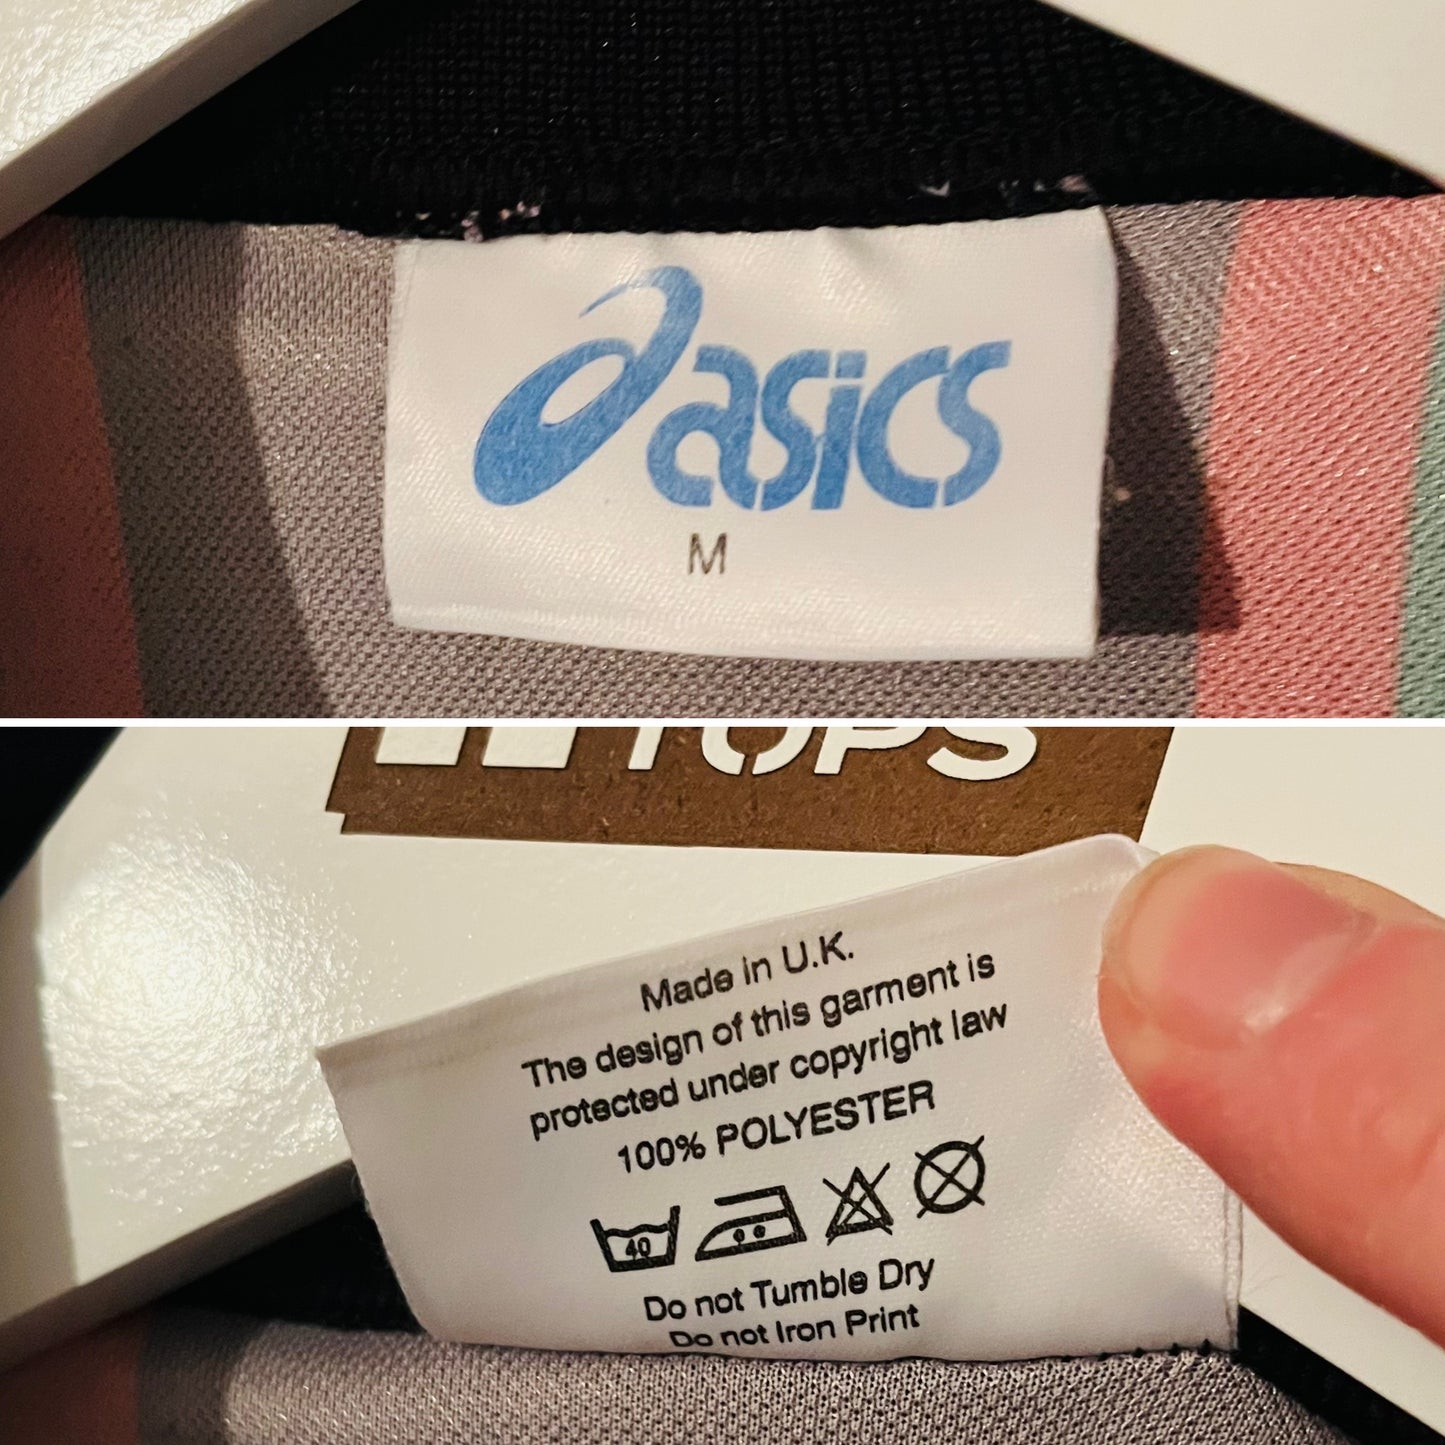 asics
M
TOPS
Made in U.K.
The design of this garment is
protected under copyright law
100% POLYESTER
40
Do not Tumble Dry
Do not Iron Print